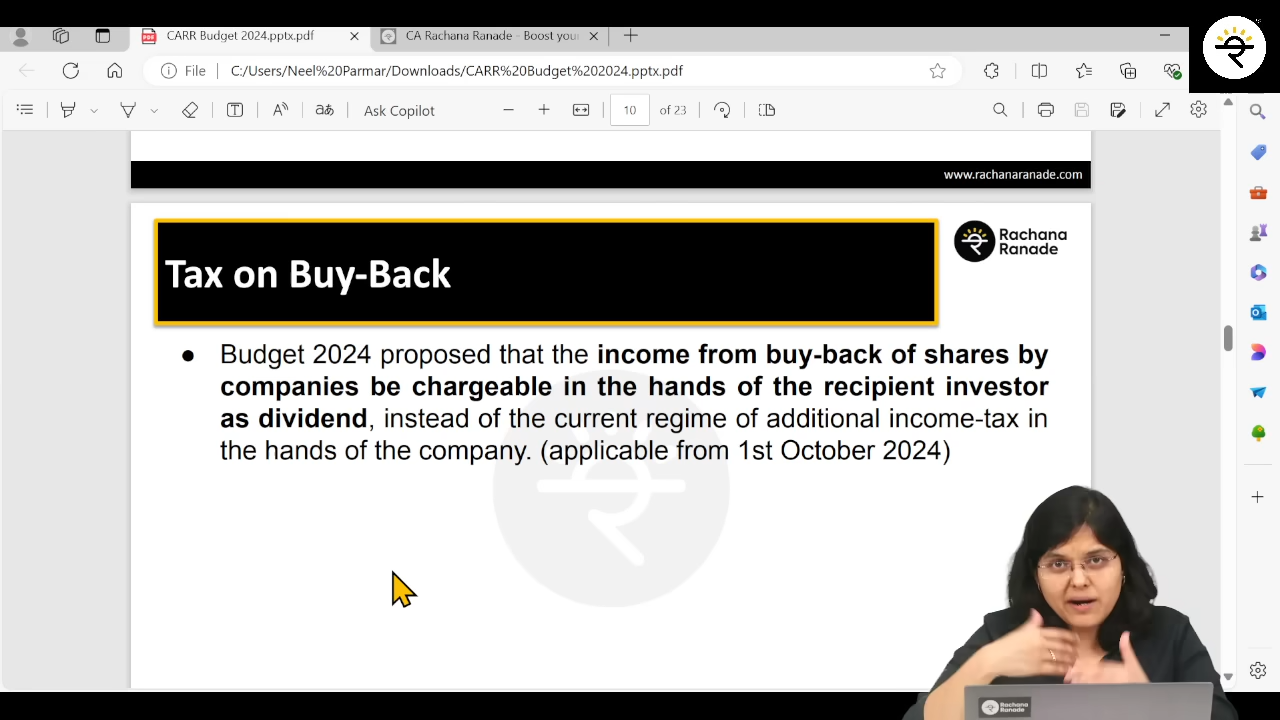 CARR Budget 2024.pptx.pdf
CA Rachana Ranade - Boost your
File
C:/Users/Neel%20Parmar/Downloads/CARR%20Budget%202024.pptx.pdf
Ask Copilot
10 of 23
www.rachanaranade.com
Tax on Buy-Back
Rachana
Ranade
● Budget 2024 proposed that the income from buy-back of shares by
companies be chargeable in the hands of the recipient investor
as dividend, instead of the current regime of additional income-tax in
the hands of the company. (applicable from 1st October 2024)
Rachana
Ranade